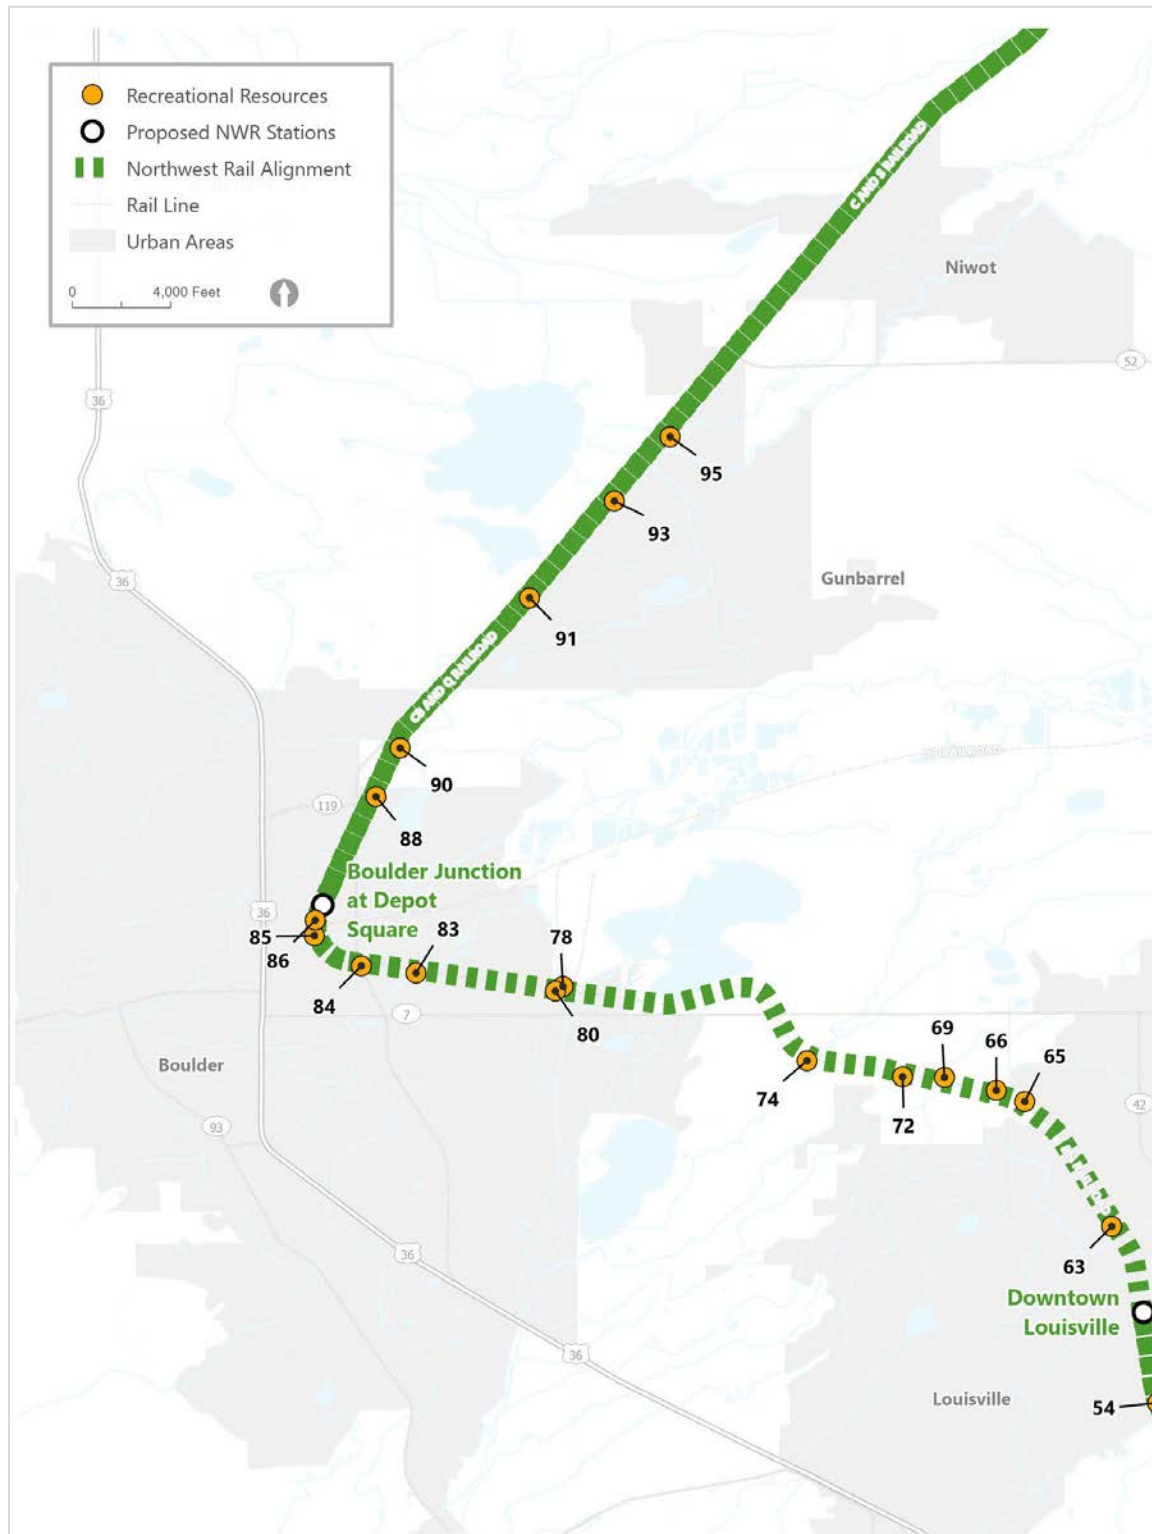 Recreational Resources
Proposed NWR Stations
Northwest Rail Alignment
Rail Line
Urban Areas
0 4,000 Feet
C AND S RAILROAD
Niwot
52
36
95
93
36
Gunbarrel
91
CB AND Q RAILROAD
90
119
88
Boulder Junction
at Depot
Square
36
85
86
83
78
84
7
80
69
66
65
Boulder
74
72
42
93
63
36
Downtown
Louisville
36
Louisville
54